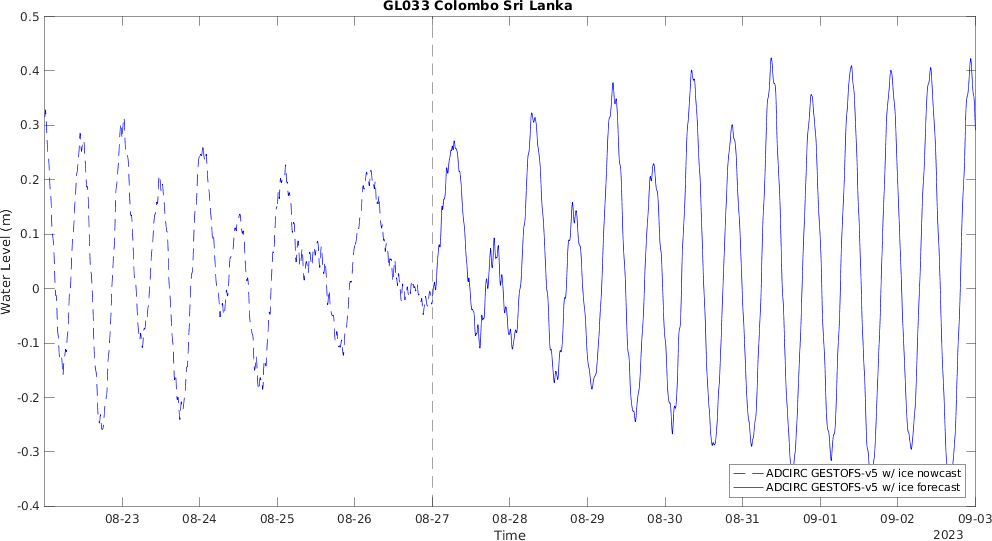 GL033 Colombo Sri Lanka
0.5
0.4
0.3
0.2
0.1
0
-0.1
-0.2
-0.3
-0.4
Water Level (m)
ADCIRC GESTOFS-v5 w/ ice nowcast
ADCIRC GESTOFS-v5 w/ ice forecast
08-23 08-24 08-25 08-26 08-27 08-28 08-29 08-30 08-31 09-01 09-02 09-03
Time
2023